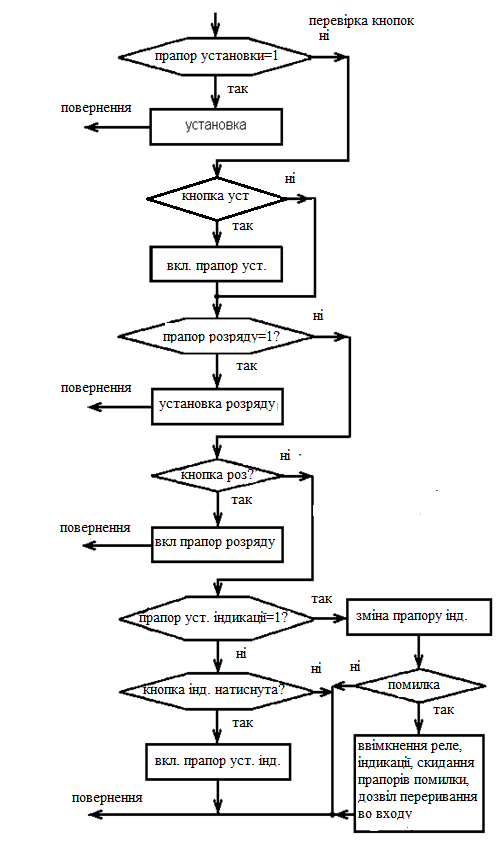 перевірка кнопок
ні
прапор установки=1
так
повернення
установка
ні
кнопка уст
так
вкл. прапор уст.
ні
прапор розряду=1?
так
повернення
установка розряду
ні
кнопка роз?
так
повернення
вкл прапор розряду
так
прапор уст. індикації=1?
зміна прапору інд.
ні
ні
ні
кнопка інд. натиснута?
помилка
так
так
вкл. прапор уст. інд.
ввімкнення реле,
індикації, скидання
прапорів помилки,
дозвіл переривання
во входу
повернення